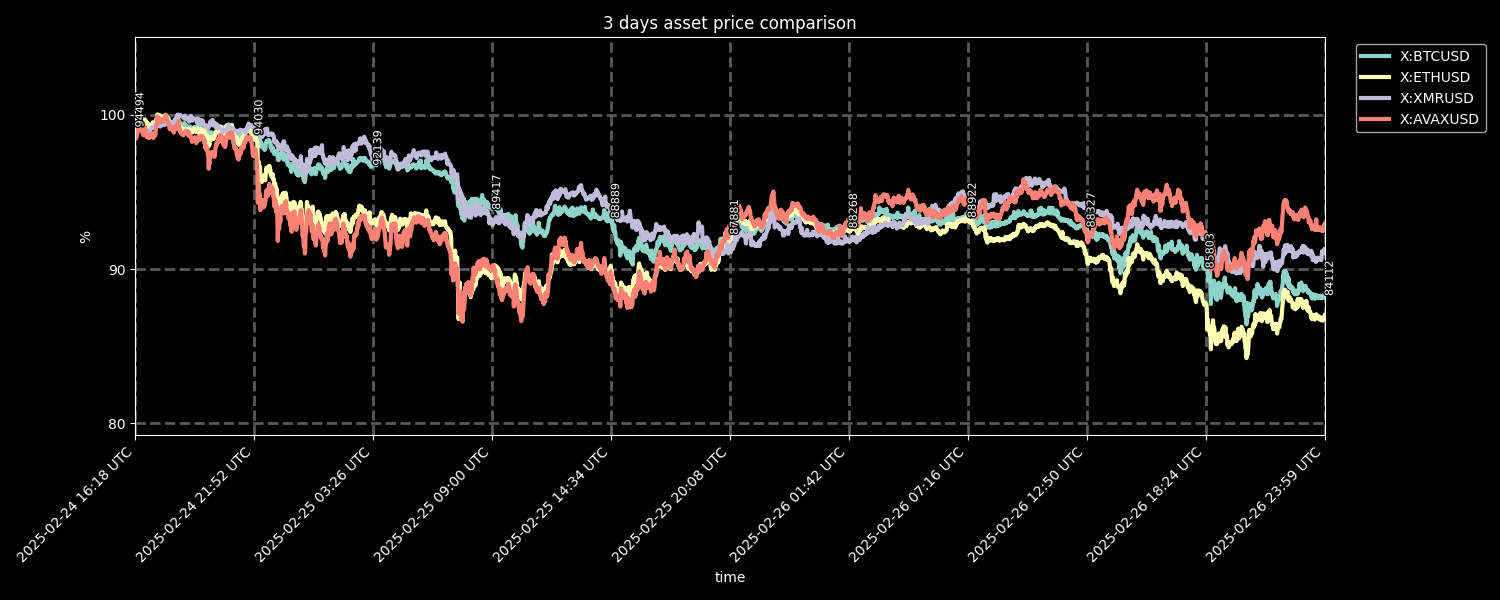 3 days asset price comparison
X:BTCUSD
X:ETHUSD
X:XMRUSD
X:AVAXUSD
%
100
90
80
94494
94030
92139
89417
88889
87881
88268
88922
88327
85803
84112
2025-02-24 16:18 UTC
2025-02-24 21:52 UTC
2025-02-25 03:26 UTC
2025-02-25 09:00 UTC
2025-02-25 14:34 UTC
2025-02-25 20:08 UTC
2025-02-26 01:42 UTC
2025-02-26 07:16 UTC
2025-02-26 12:50 UTC
2025-02-26 18:24 UTC
2025-02-26 23:59 UTC
time